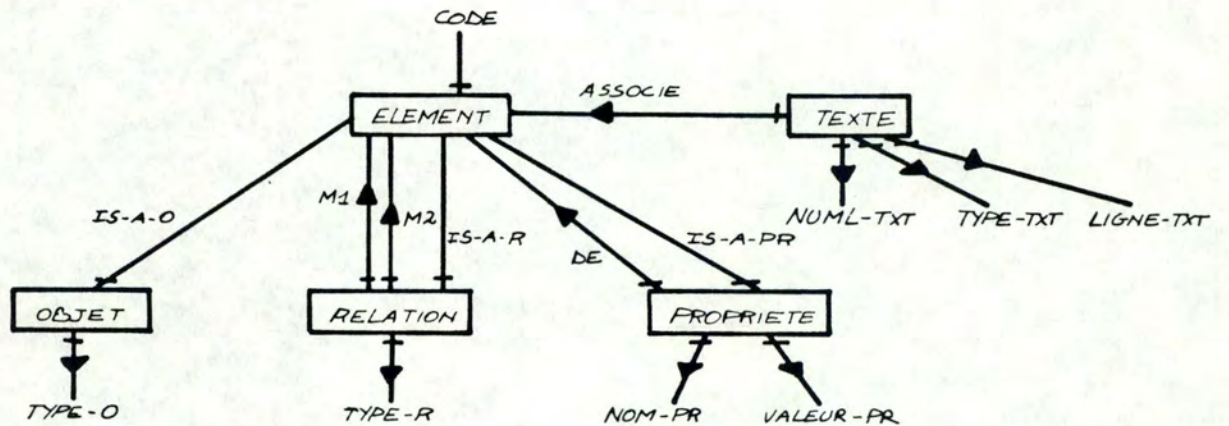 CODE
ASSOCIE
ELEMENT
TEXTE
M1
M2
NUML-TXT
TYPE-TXT
LIGNE-TXT
IS-A-O
IS-A-R
IS-A-PR
DE
OBJET
RELATION
PROPRIETE
TYPE-O
TYPE-R
NOM-PR
VALEUR-PR